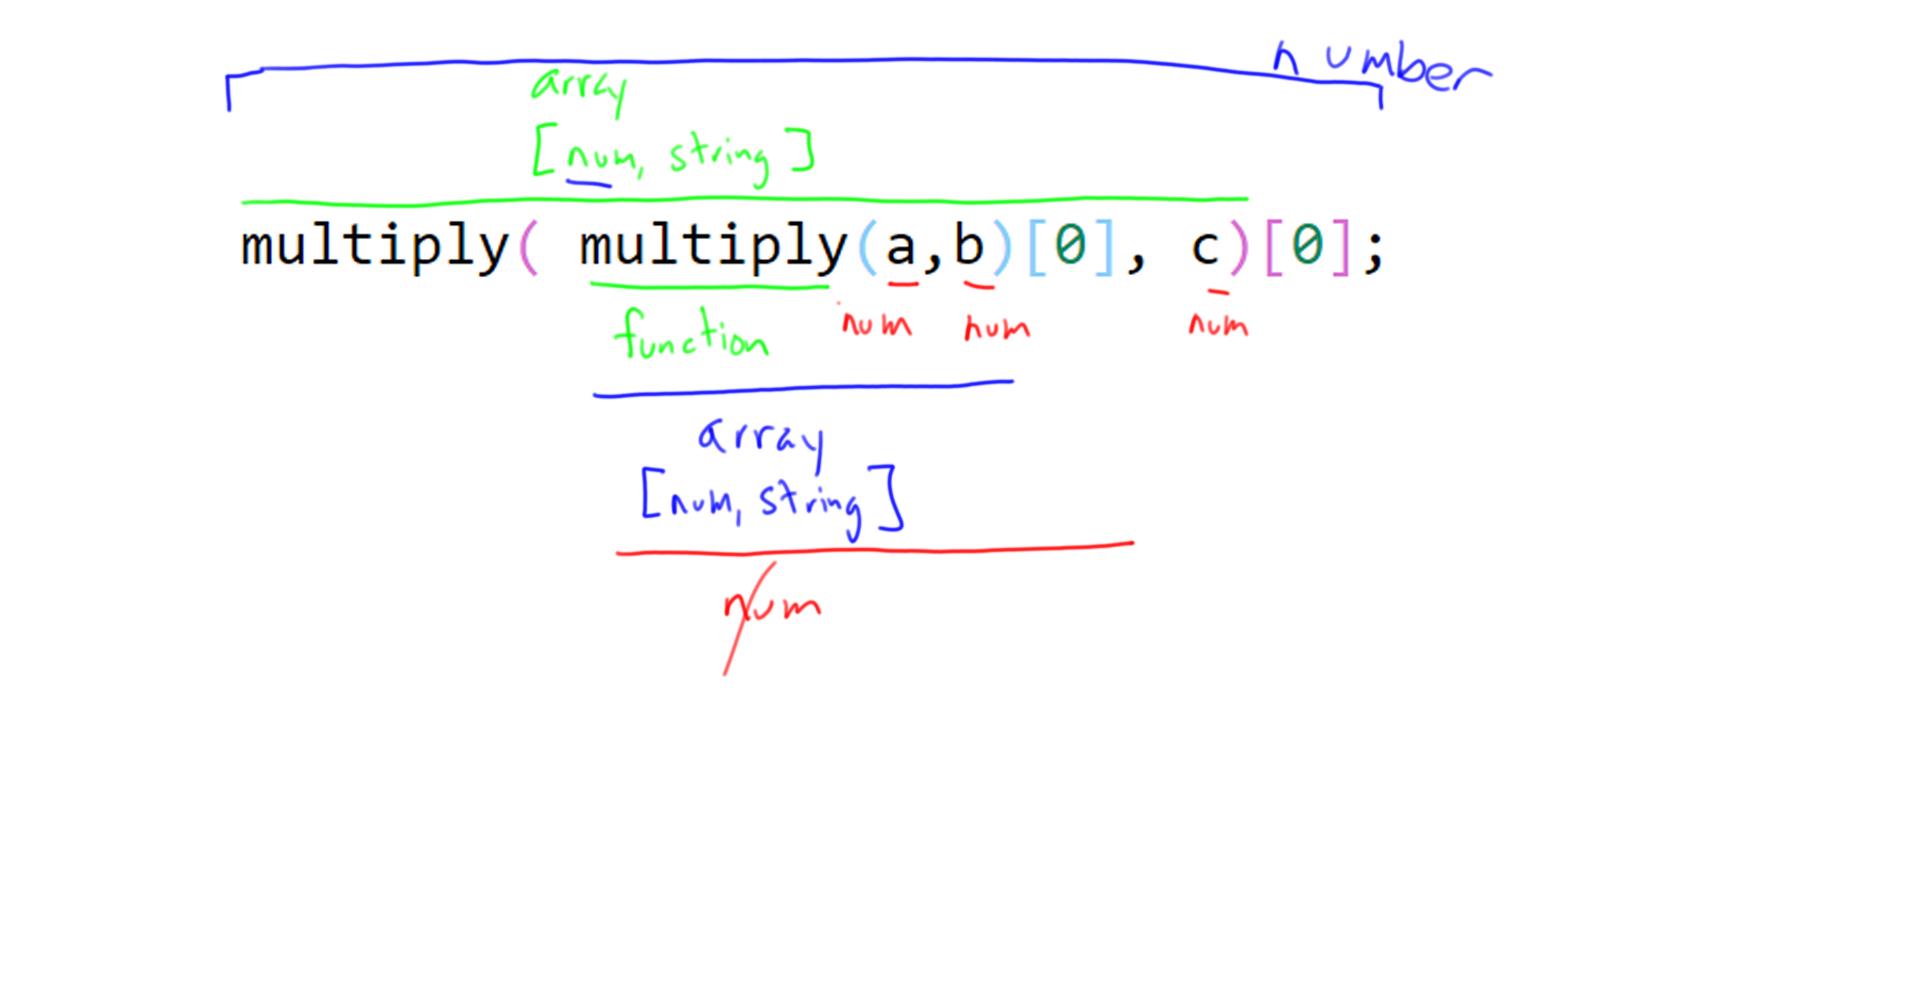 number
array
[num, string]
multiply( multiply(a,b)[0], c)[0];
function num num num
array
[num, string]
num